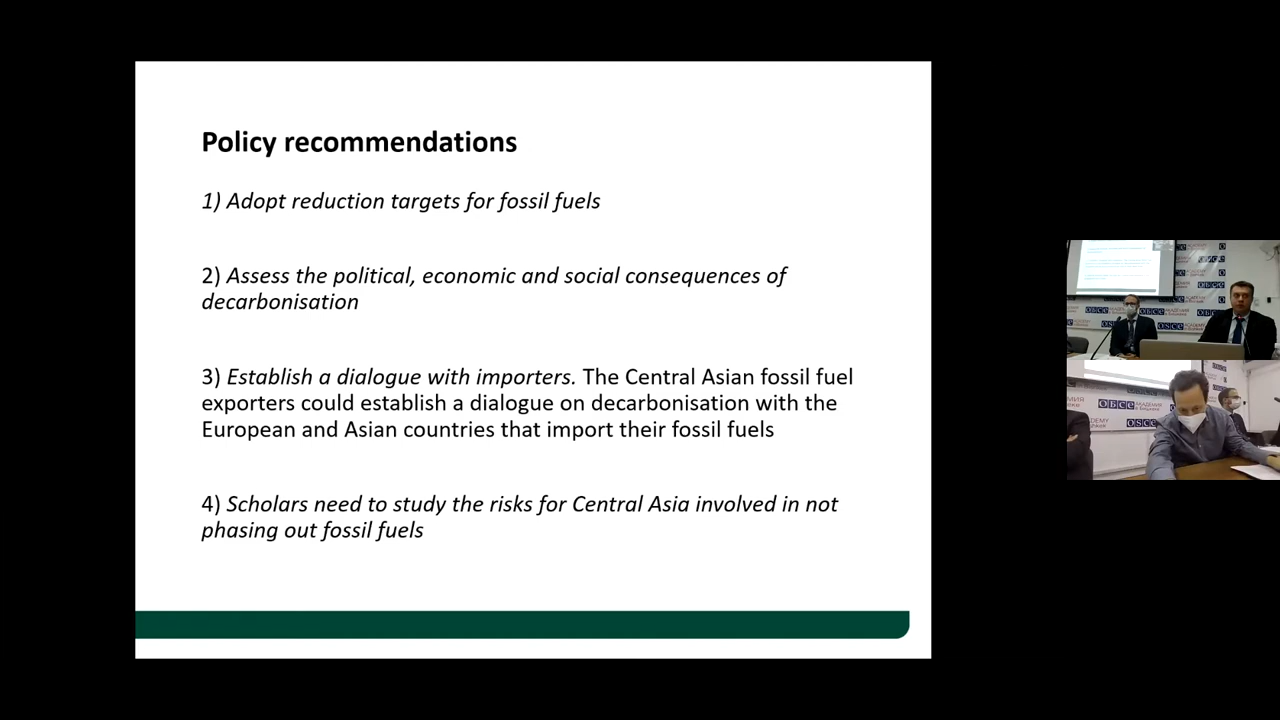 Policy recommendations
1) Adopt reduction targets for fossil fuels
2) Assess the political, economic and social consequences of
decarbonisation
3) Establish a dialogue with importers. The Central Asian fossil fuel
exporters could establish a dialogue on decarbonisation with the
European and Asian countries that import their fossil fuels
4) Scholars need to study the risks for Central Asia involved in not
phasing out fossil fuels
ОБСЕ АКАДЕМИЯ
OSCE ACADEMY